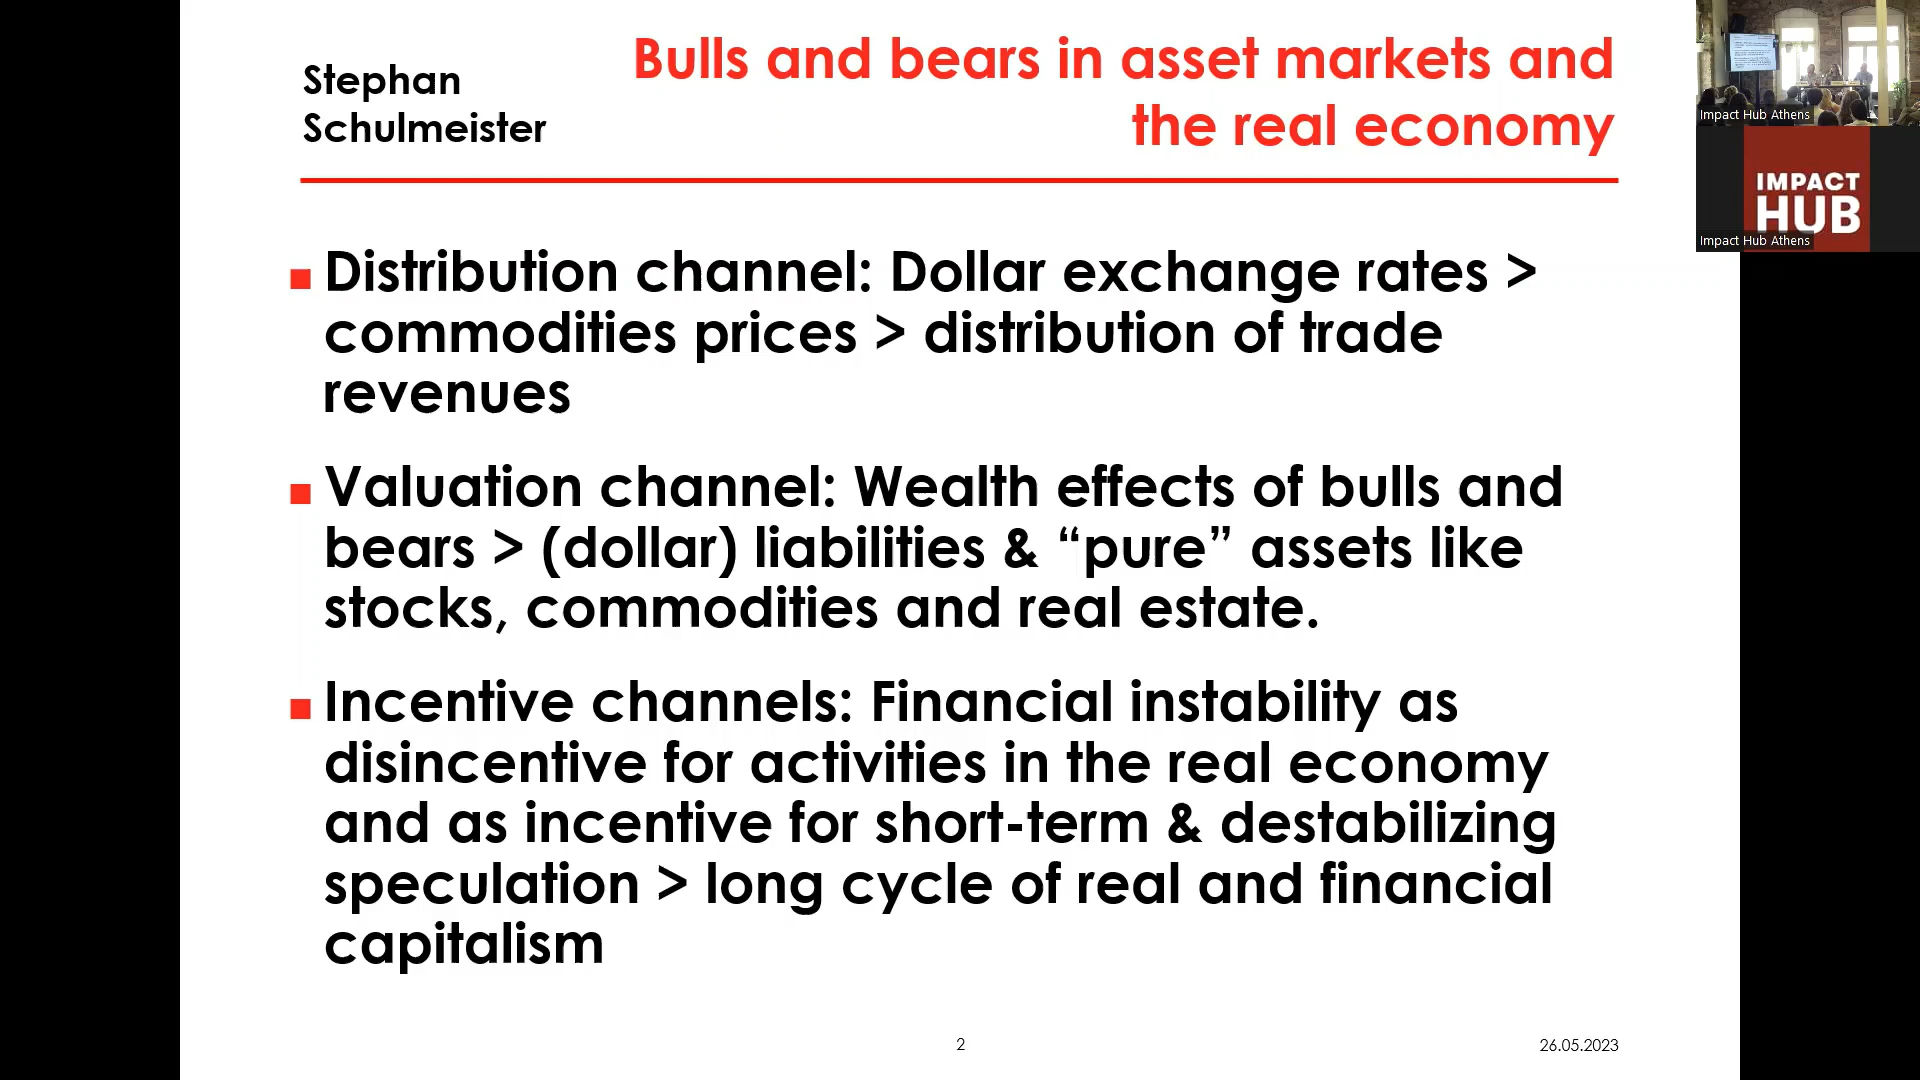 Stephan
Schulmeister
Bulls and bears in asset markets and
the real economy
Distribution channel: Dollar exchange rates >
commodities prices > distribution of trade
revenues
Valuation channel: Wealth effects of bulls and
bears > (dollar) liabilities & “pure” assets like
stocks, commodities and real estate.
Incentive channels: Financial instability as
disincentive for activities in the real economy
and as incentive for short-term & destabilizing
speculation > long cycle of real and financial
capitalism
2
26.05.2023
Impact Hub Athens
IMPACT
HUB
Impact Hub Athens